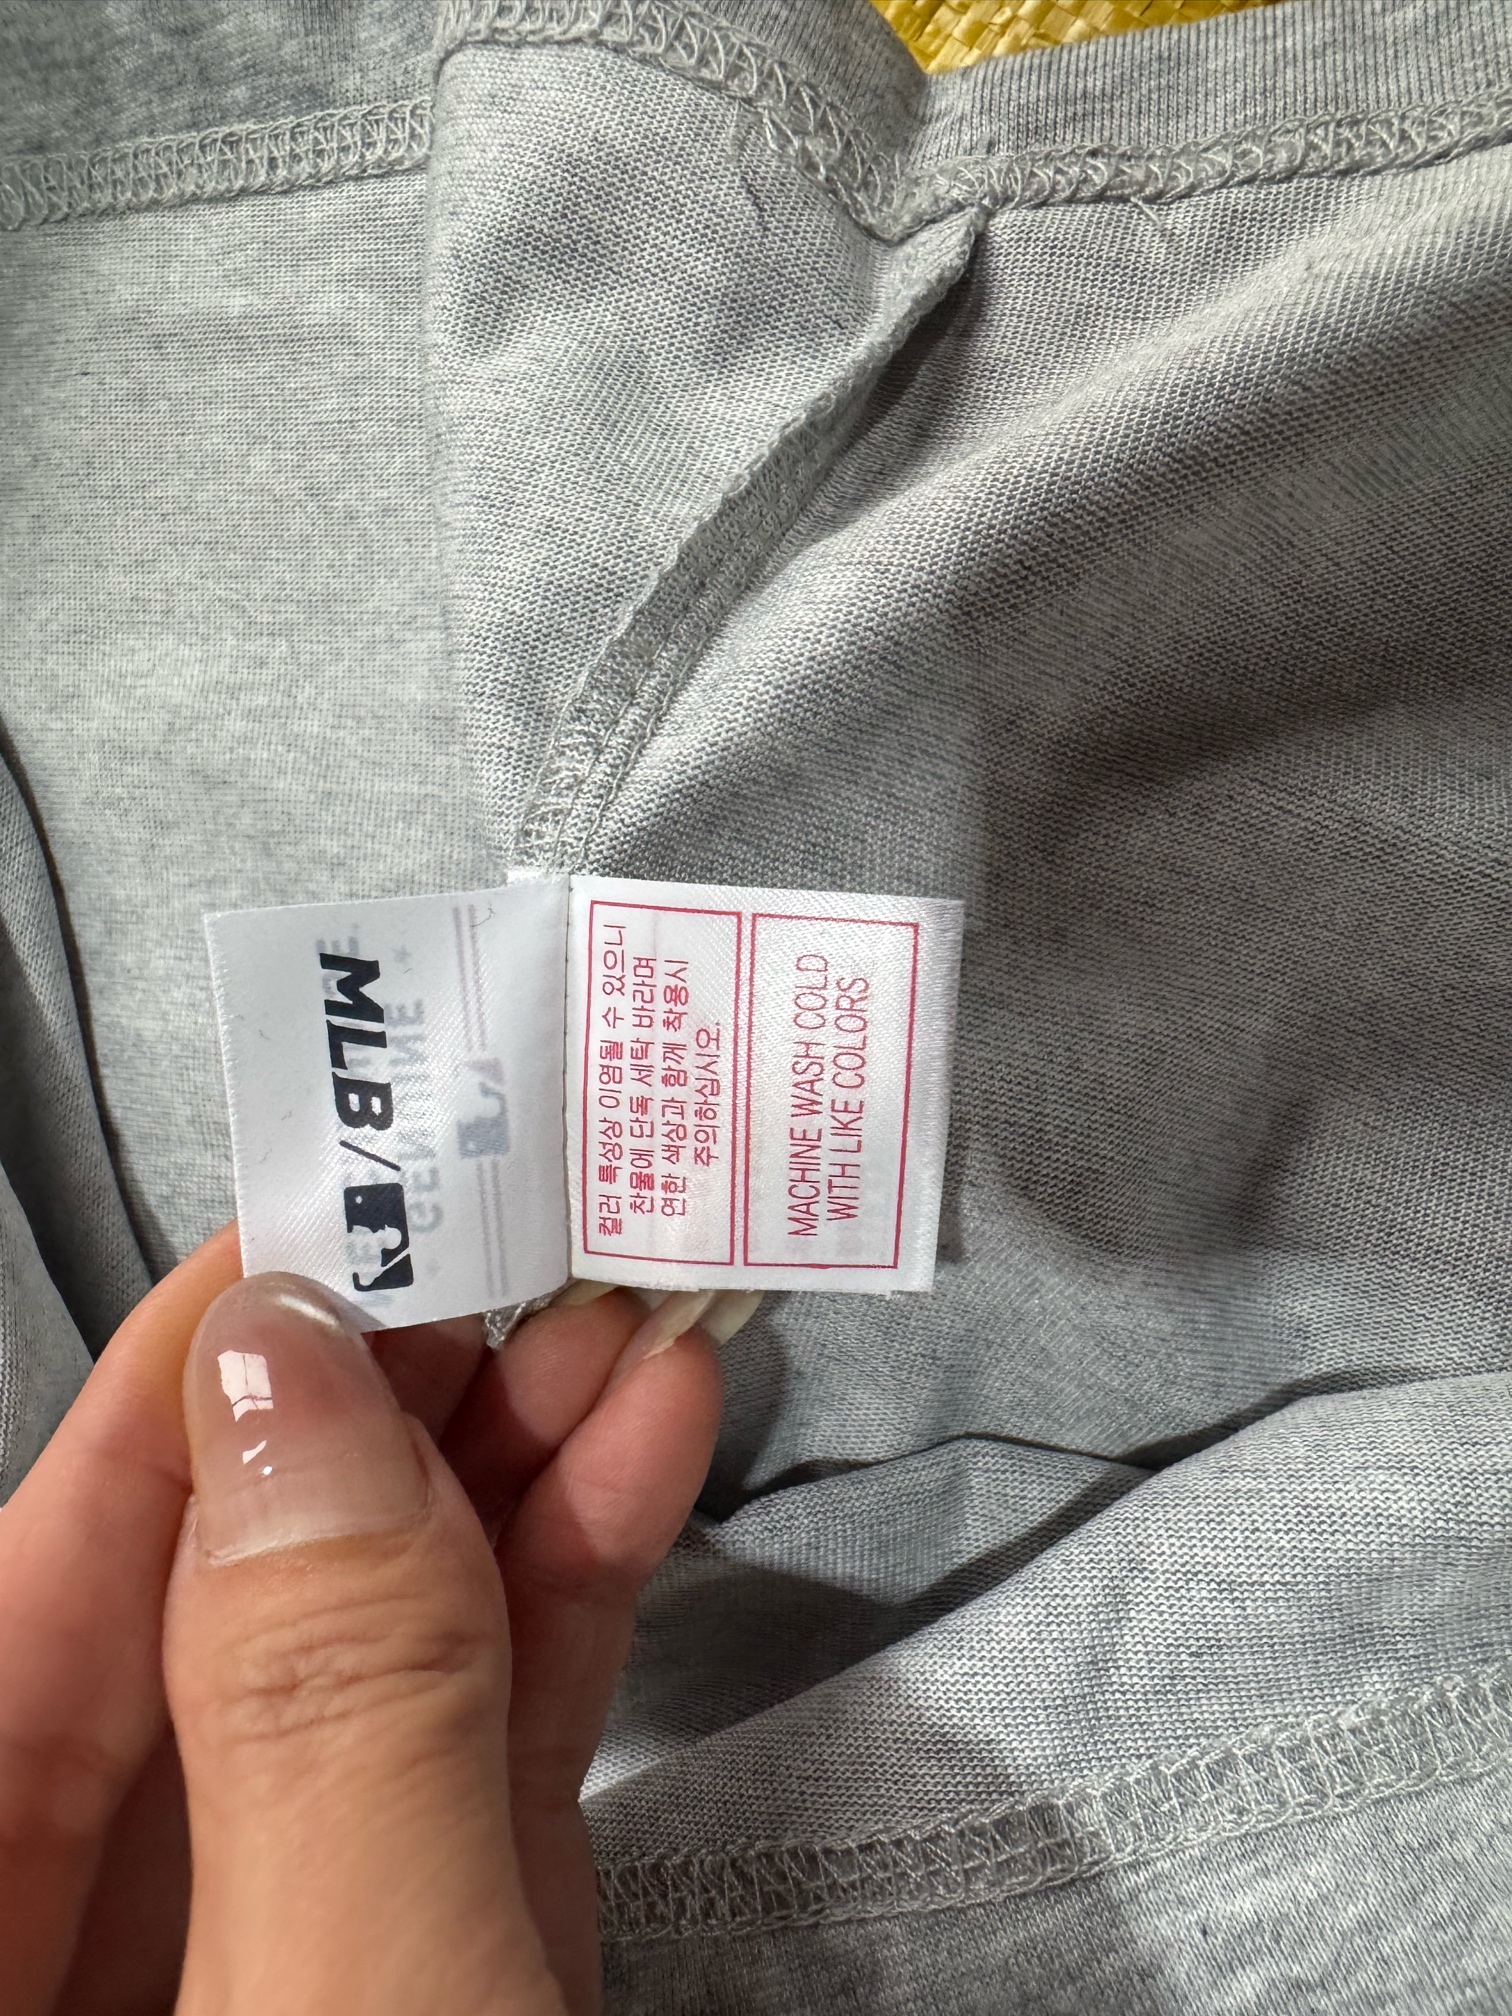 MLB/
GENUINE
컬러 특성상 이염될 수 있으니
찬물에 단독 세탁 바라며
연한 색상과 함께 착용시
주의하십시오.
MACHINE WASH COLD
WITH LIKE COLORS